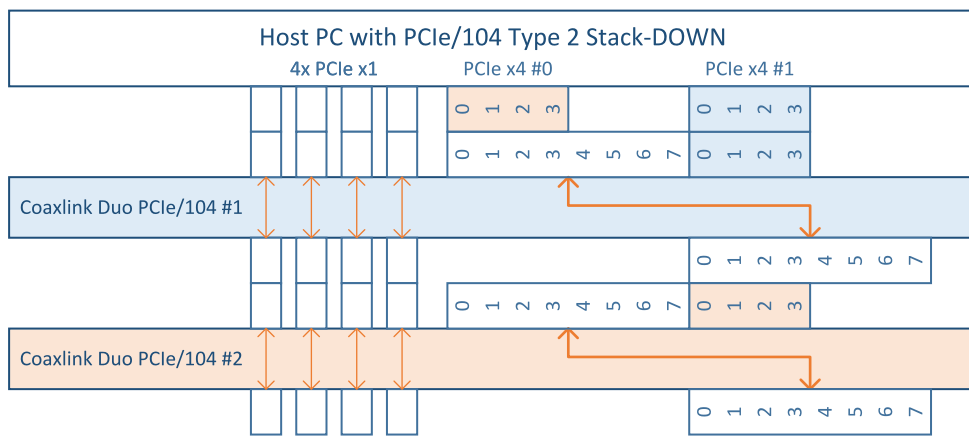 Host PC with PCIe/104 Type 2 Stack-DOWN
4x PCIe x1 PCIe x4 #0 PCIe x4 #1
0 1 2 3 0 1 2 3
0 1 2 3 4 5 6 7 0 1 2 3
Coaxlink Duo PCIe/104 #1
0 1 2 3 4 5 6 7
0 1 2 3 4 5 6 7 0 1 2 3
Coaxlink Duo PCIe/104 #2
0 1 2 3 4 5 6 7